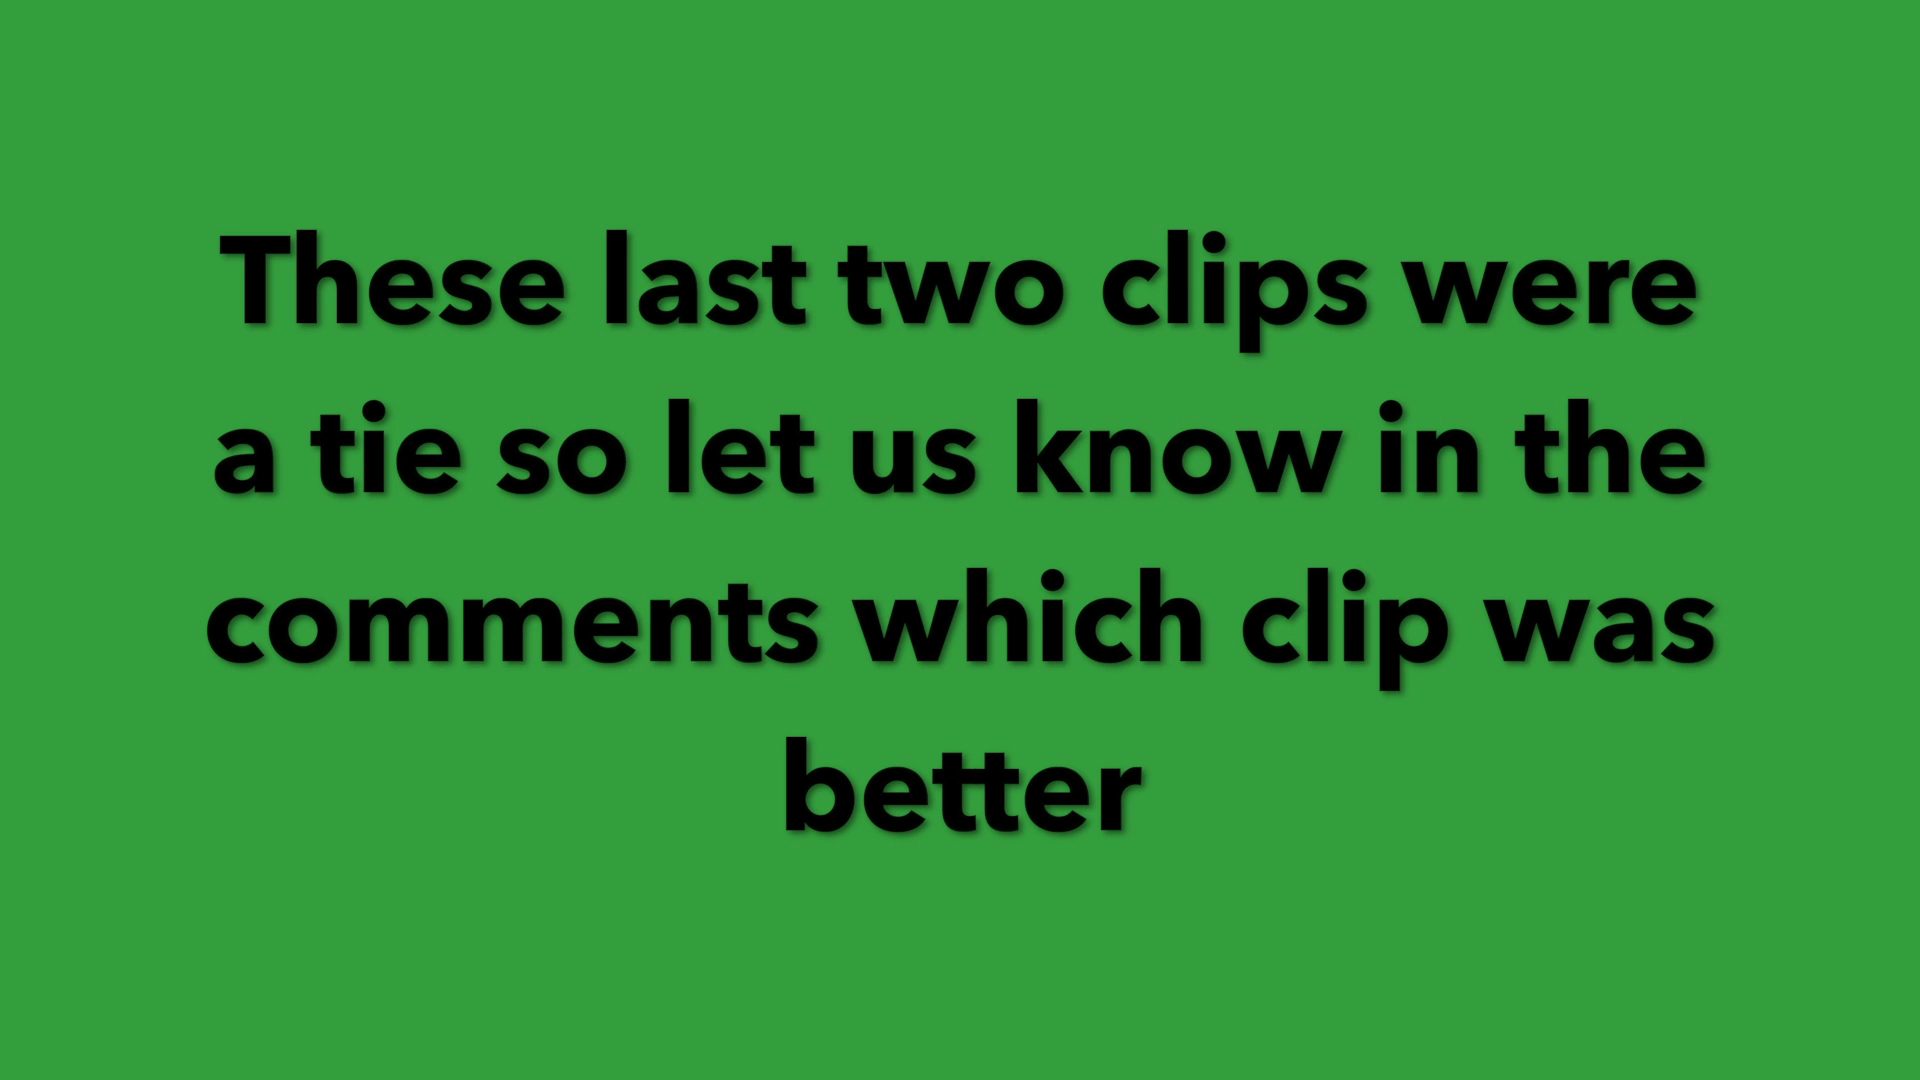 These last two clips were
a tie so let us know in the
comments which clip was
better